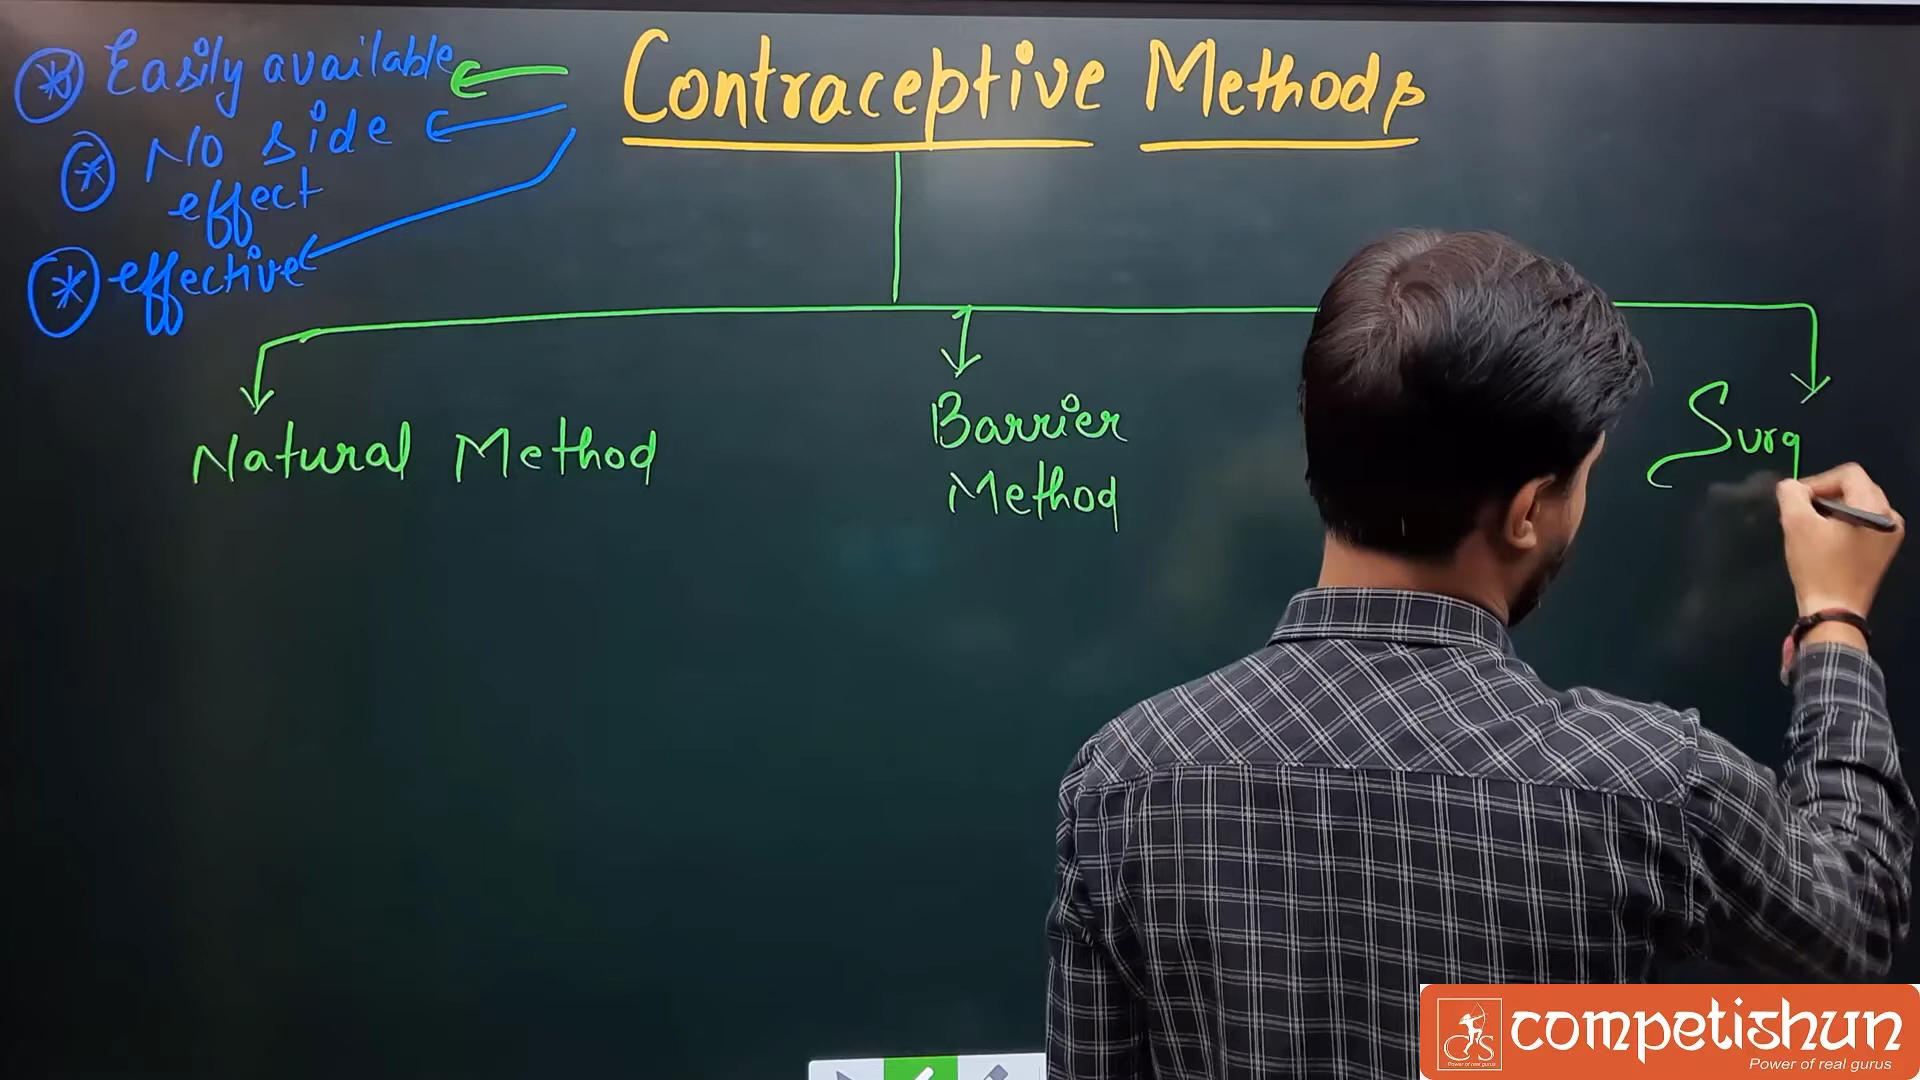 Contraceptive Methods
Easily available
No side
effect
effective
Natural Method
Barrier
Method
Surg
competishun
Power of real gurus